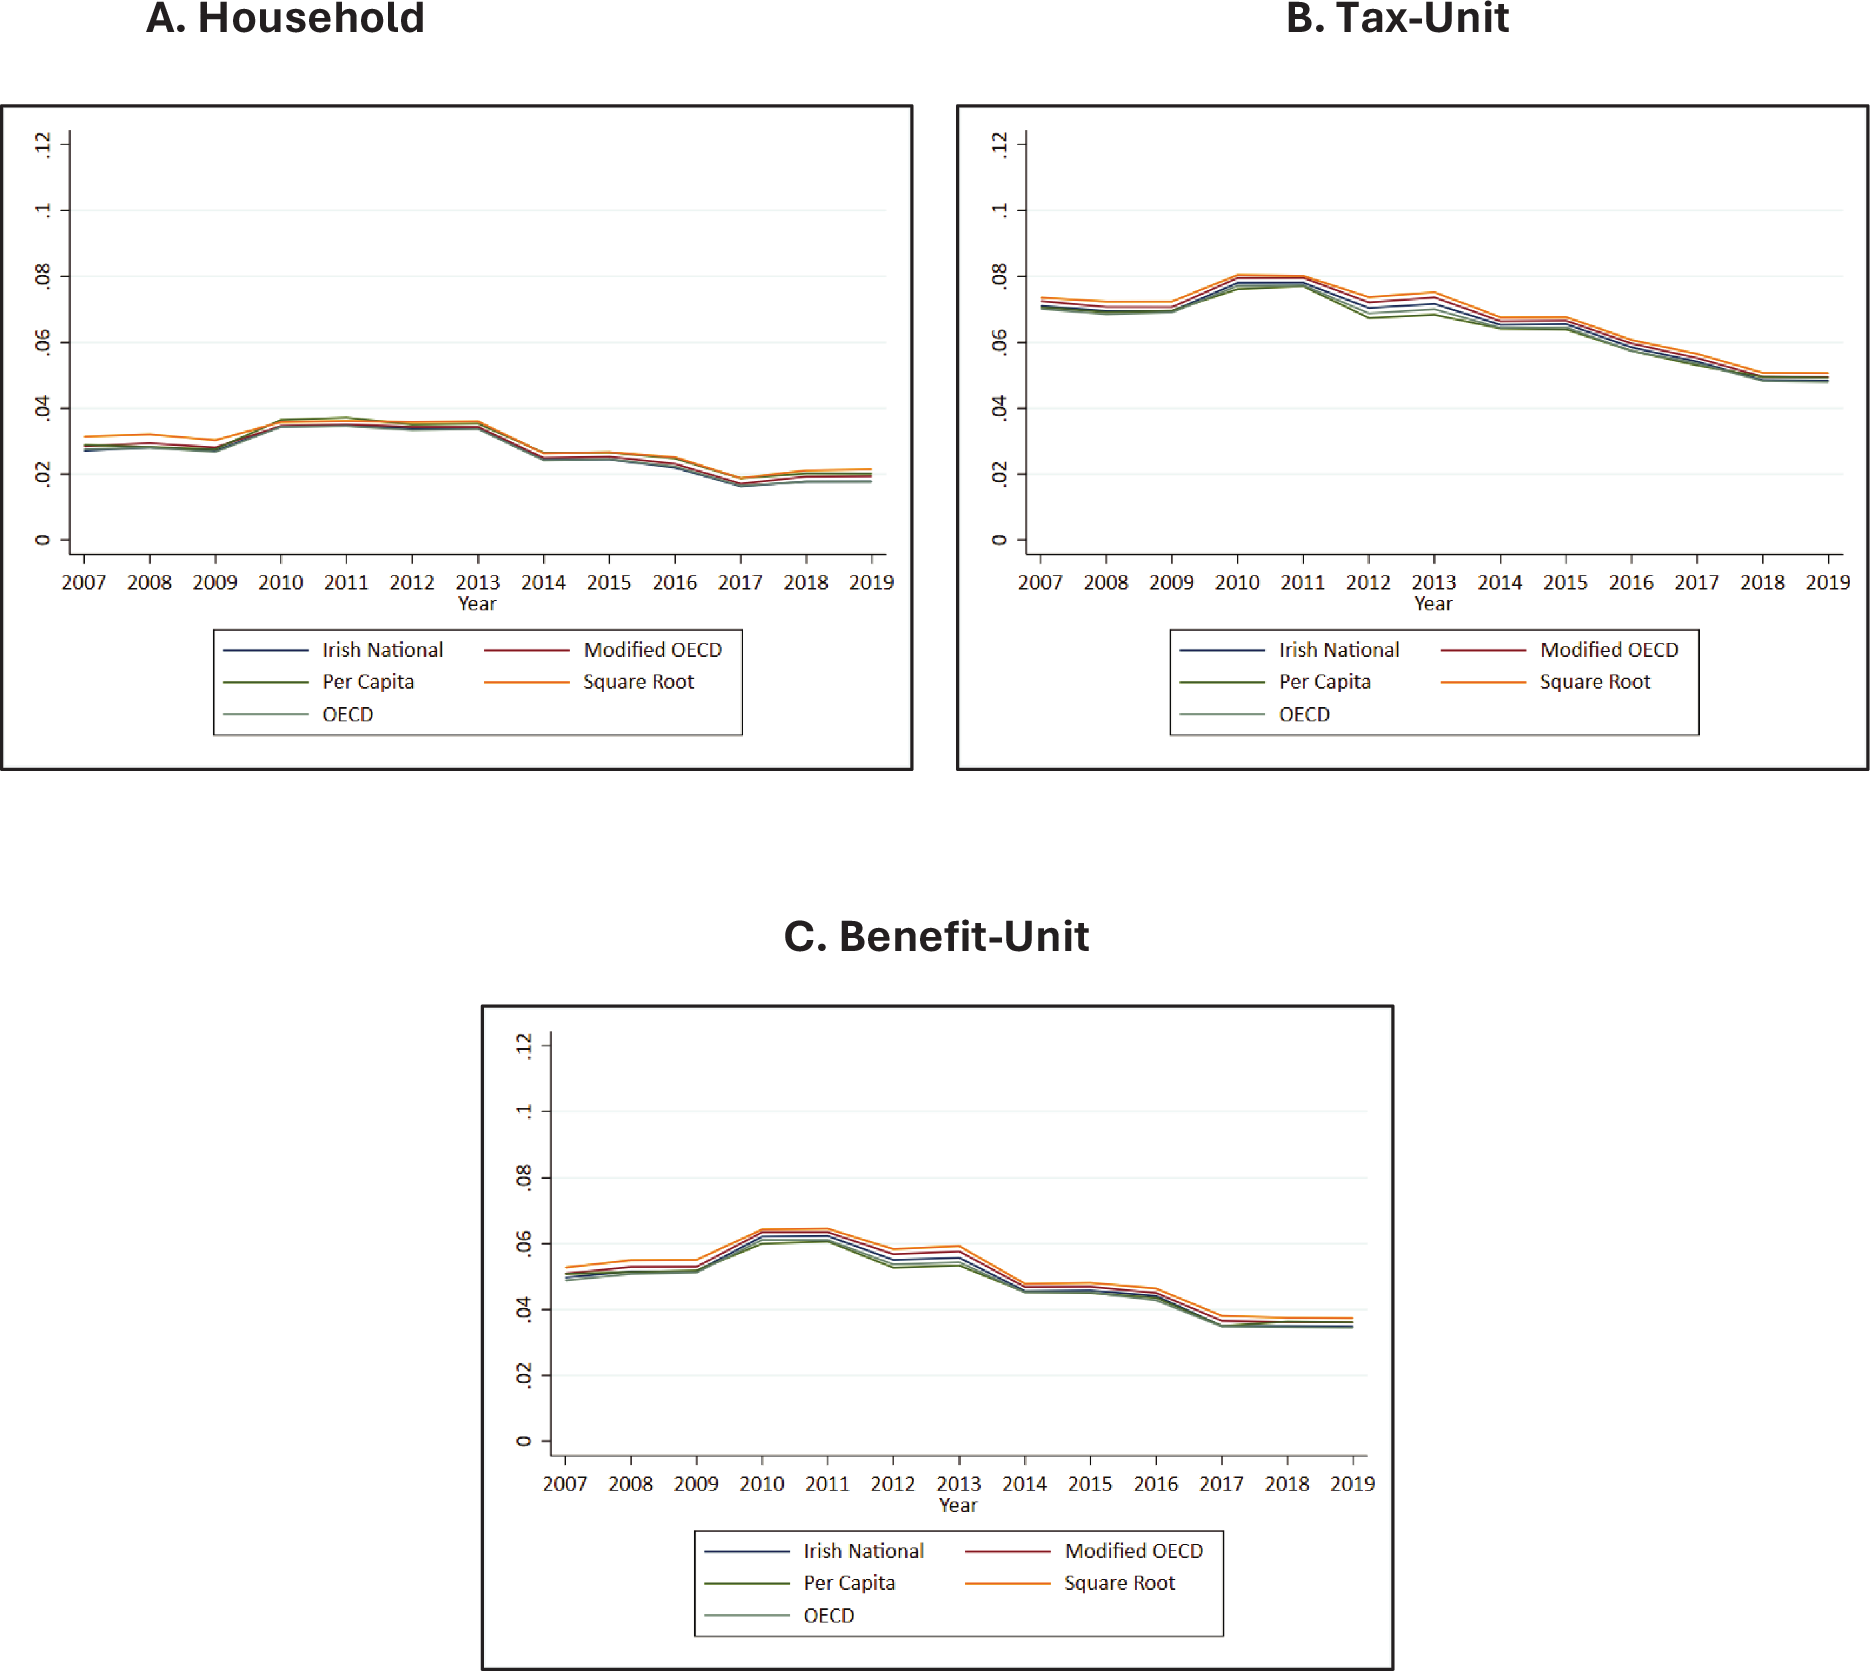 A. Household
.12
.1
.08
.06
.04
.02
0
2007 2008 2009 2010 2011 2012 2013 2014 2015 2016 2017 2018 2019
Year
Irish National Modified OECD
Per Capita Square Root
OECD
B. Tax-Unit
.12
.1
.08
.06
.04
.02
0
2007 2008 2009 2010 2011 2012 2013 2014 2015 2016 2017 2018 2019
Year
Irish National Modified OECD
Per Capita Square Root
OECD
C. Benefit-Unit
.12
.1
.08
.06
.04
.02
0
2007 2008 2009 2010 2011 2012 2013 2014 2015 2016 2017 2018 2019
Year
Irish National Modified OECD
Per Capita Square Root
OECD